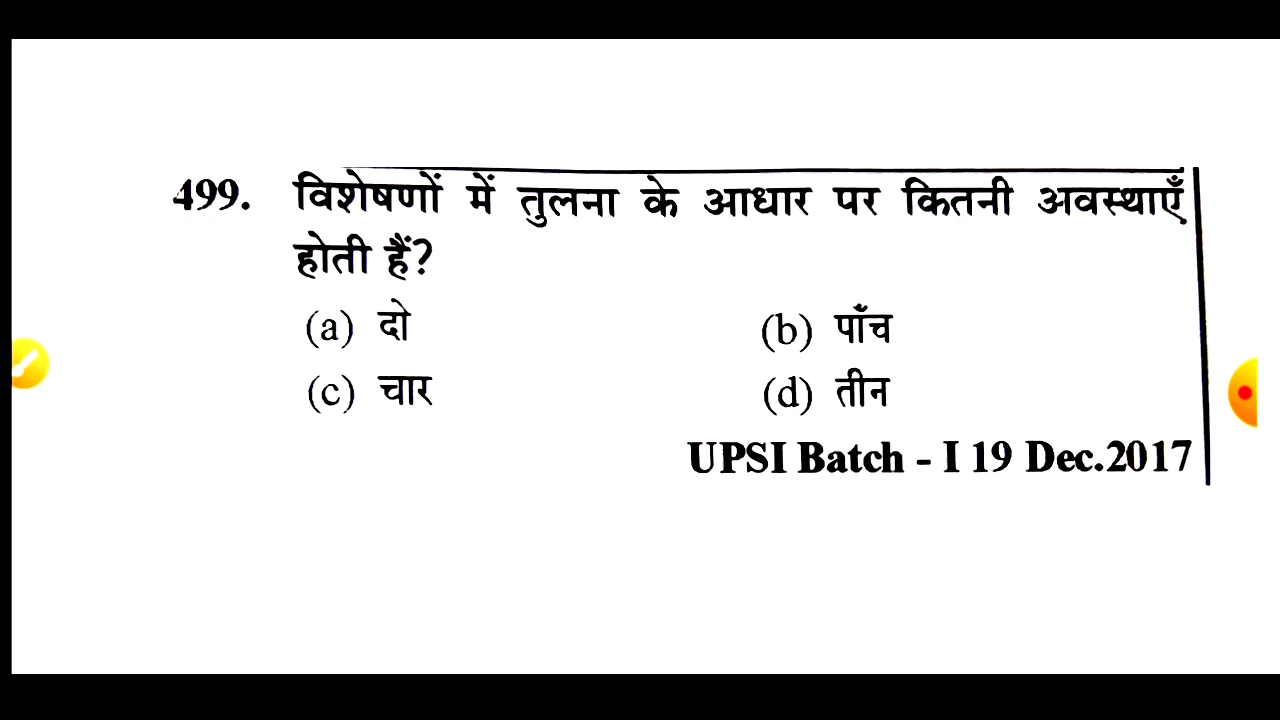 499. विशेषणों में तुलना के आधार पर कितनी अवस्थाएँ
होती हैं?
(a) दो (b) पाँच
(c) चार (d) तीन
UPSI Batch - I 19 Dec.2017